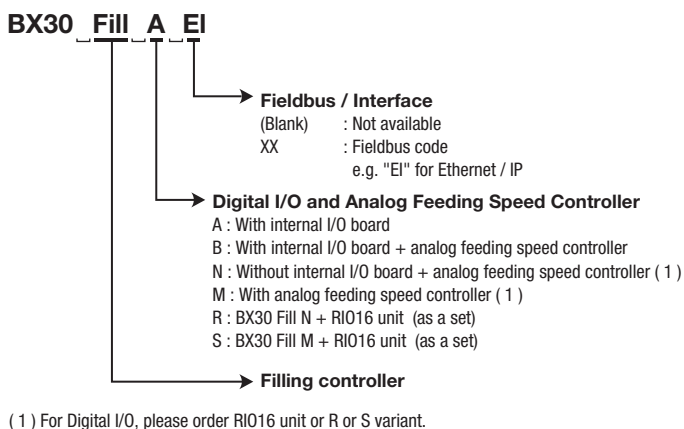 BX30 Fill A EI
Fieldbus / Interface
(Blank) : Not available
XX : Fieldbus code
e.g. "EI" for Ethernet / IP
Digital I/O and Analog Feeding Speed Controller
A : With internal I/O board
B : With internal I/O board + analog feeding speed controller
N : Without internal I/O board + analog feeding speed controller ( 1 )
M : With analog feeding speed controller ( 1 )
R : BX30 Fill N + RIO16 unit (as a set)
S : BX30 Fill M + RIO16 unit (as a set)
Filling controller
( 1 ) For Digital I/O, please order RIO16 unit or R or S variant.